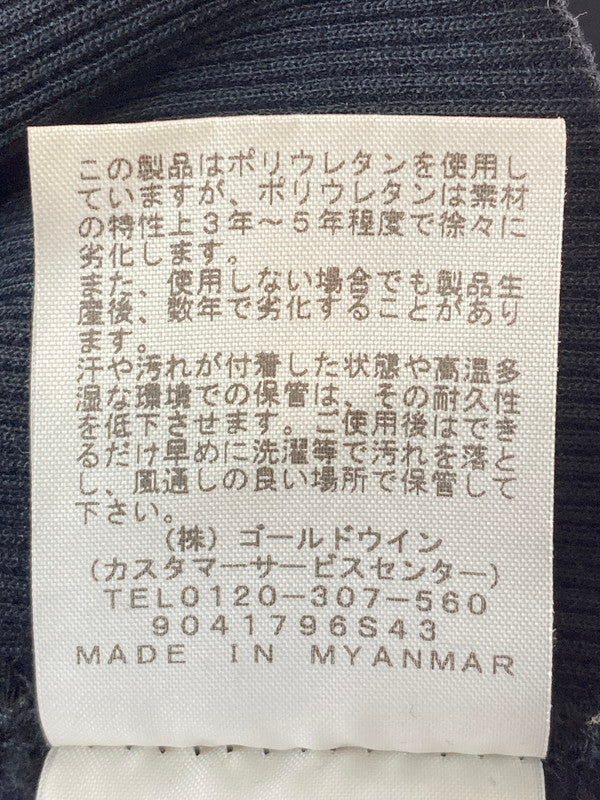 この製品はポリウレタンを使用し
ていますが、ポリウレタンは素材
の特性上3年～5年程度で徐々に
劣化します。
また、使用しない場合でも製品生
産後、数年で劣化することがあり
ます。
汗や汚れが付着した状態や高温多
湿な環境での保管は、その耐久性
を低下させます。ご使用後はできる
るだけ早めに洗濯等で汚れを落とし
し、風通しの良い場所で保管して
下さい。
(株)ゴールドウイン
(カスタマーサービスセンター)
TEL0120-307-560
9041796S43
MADE IN MYANMAR